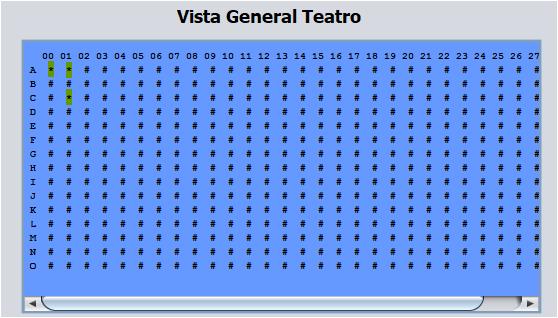 Vista General Teatro
00 01 02 03 04 05 06 07 08 09 10 11 12 13 14 15 16 17 18 19 20 21 22 23 24 25 26 27
A * * # # # # # # # # # # # # # # # # # # # # # # # # # #
B # # # # # # # # # # # # # # # # # # # # # # # # # # # #
C # * # # # # # # # # # # # # # # # # # # # # # # # # # #
D # # # # # # # # # # # # # # # # # # # # # # # # # # # #
E # # # # # # # # # # # # # # # # # # # # # # # # # # # #
F # # # # # # # # # # # # # # # # # # # # # # # # # # # #
G # # # # # # # # # # # # # # # # # # # # # # # # # # # #
H # # # # # # # # # # # # # # # # # # # # # # # # # # # #
I # # # # # # # # # # # # # # # # # # # # # # # # # # # #
J # # # # # # # # # # # # # # # # # # # # # # # # # # # #
K # # # # # # # # # # # # # # # # # # # # # # # # # # # #
L # # # # # # # # # # # # # # # # # # # # # # # # # # # #
M # # # # # # # # # # # # # # # # # # # # # # # # # # # #
N # # # # # # # # # # # # # # # # # # # # # # # # # # # #
O # # # # # # # # # # # # # # # # # # # # # # # # # # # #